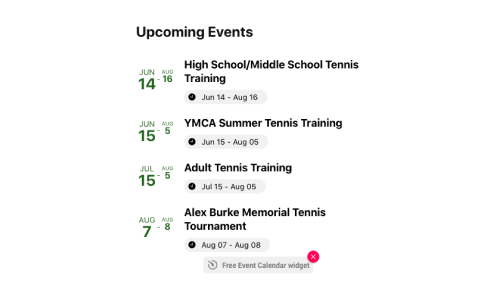 Upcoming Events
JUN
14
-
AUG
16
High School/Middle School Tennis
Training
Jun 14 - Aug 16
JUN
15
-
AUG
5
YMCA Summer Tennis Training
Jun 15 - Aug 05
JUL
15
-
AUG
5
Adult Tennis Training
Jul 15 - Aug 05
AUG
7
-
AUG
8
Alex Burke Memorial Tennis
Tournament
Aug 07 - Aug 08
Free Event Calendar widget